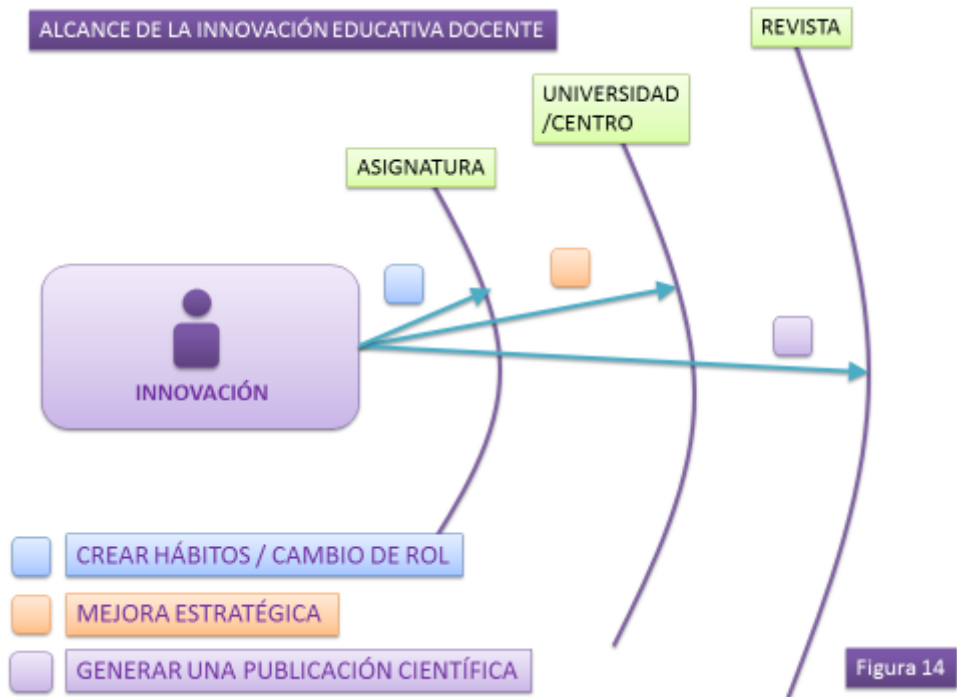 ALCANCE DE LA INNOVACIÓN EDUCATIVA DOCENTE
REVISTA
UNIVERSIDAD
/CENTRO
ASIGNATURA
INNOVACIÓN
CREAR HÁBITOS / CAMBIO DE ROL
MEJORA ESTRATÉGICA
GENERAR UNA PUBLICACIÓN CIENTÍFICA
Figura 14